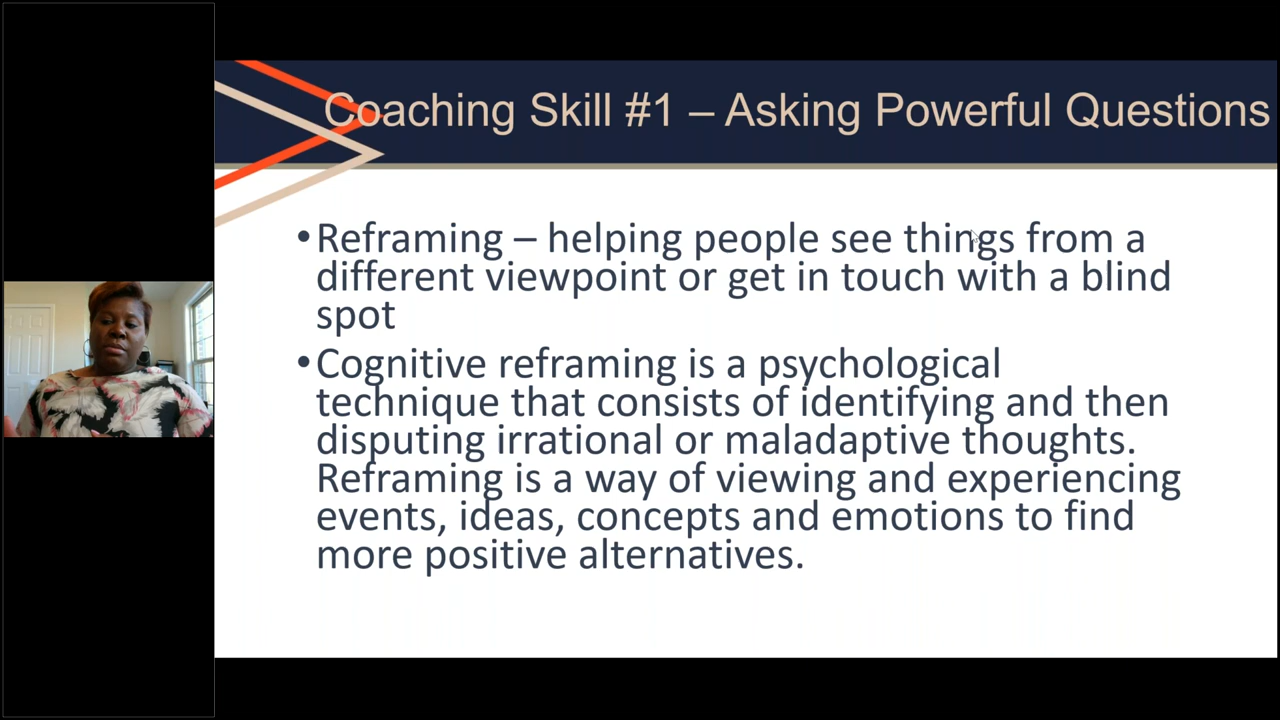 Coaching Skill #1 – Asking Powerful Questions
•Reframing – helping people see things from a
different viewpoint or get in touch with a blind
spot
•Cognitive reframing is a psychological
technique that consists of identifying and then
disputing irrational or maladaptive thoughts.
Reframing is a way of viewing and experiencing
events, ideas, concepts and emotions to find
more positive alternatives.